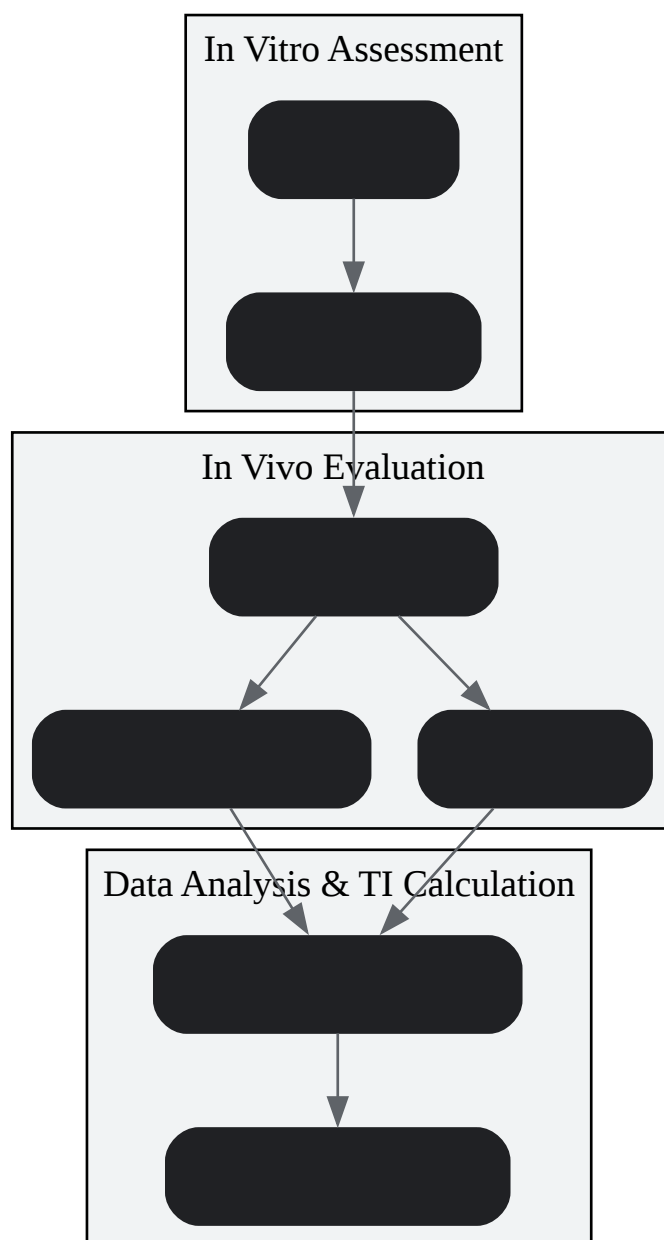 In Vitro Assessment
In Vivo Evaluation
Data Analysis & TI Calculation